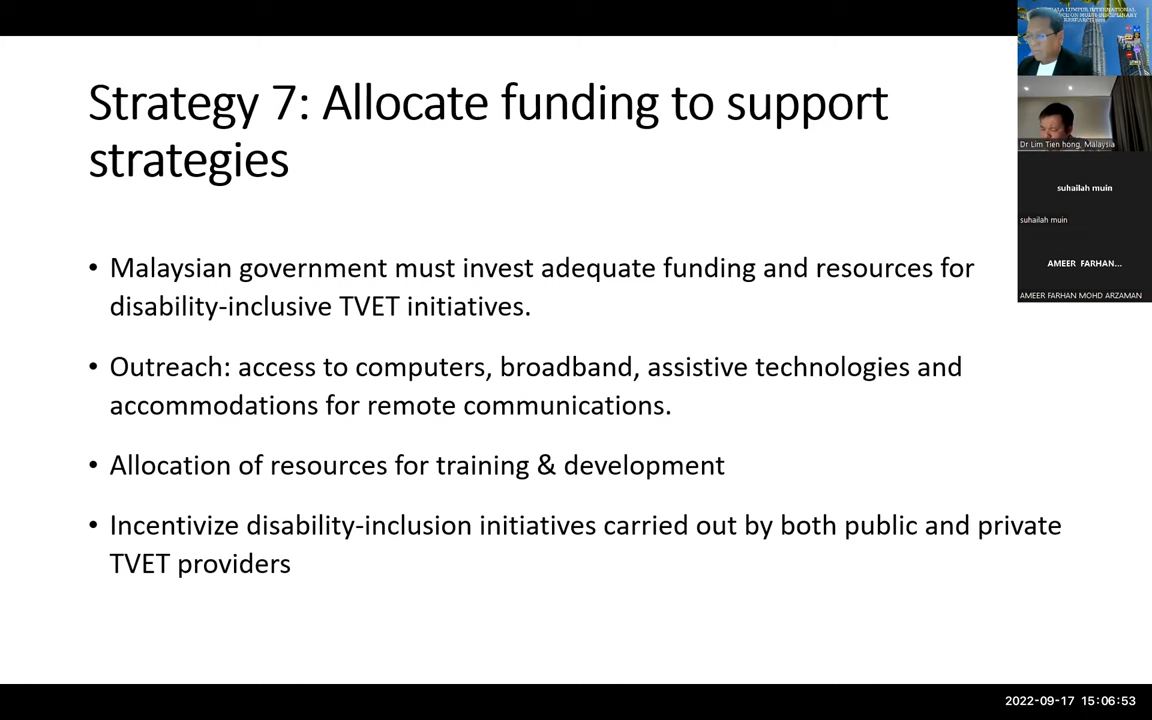 Strategy 7: Allocate funding to support
strategies
• Malaysian government must invest adequate funding and resources for
disability-inclusive TVET initiatives.
• Outreach: access to computers, broadband, assistive technologies and
accommodations for remote communications.
• Allocation of resources for training & development
• Incentivize disability-inclusion initiatives carried out by both public and private
TVET providers
Dr Lim Tien hong, Malaysia
suhailah muin
suhailah muin
AMEER FARHAN...
AMEER FARHAN MOHD ARZAMAN
2022-09-17 15:06:53